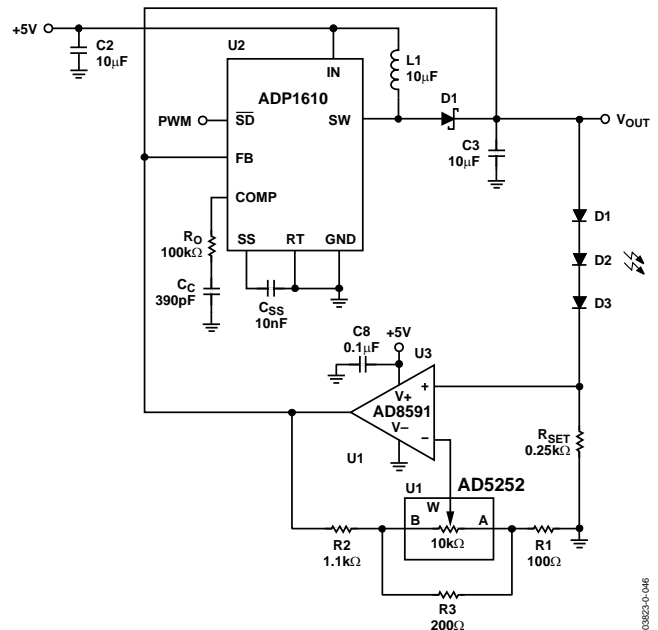 +5V
C2
10μF
U2
IN
L1
10μF
ADP1610
D1
PWM
SD
SW
VOUT
FB
C3
10μF
COMP
RO
100kΩ
SS
RT
GND
D1
D2
D3
CC
390pF
CSS
10nF
C8
0.1μF
+5V
U3
V+
+
AD8591
V–
–
U1
RSET
0.25kΩ
U1
AD5252
W
B
A
10kΩ
R2
1.1kΩ
R1
100Ω
R3
200Ω
03823-0-046